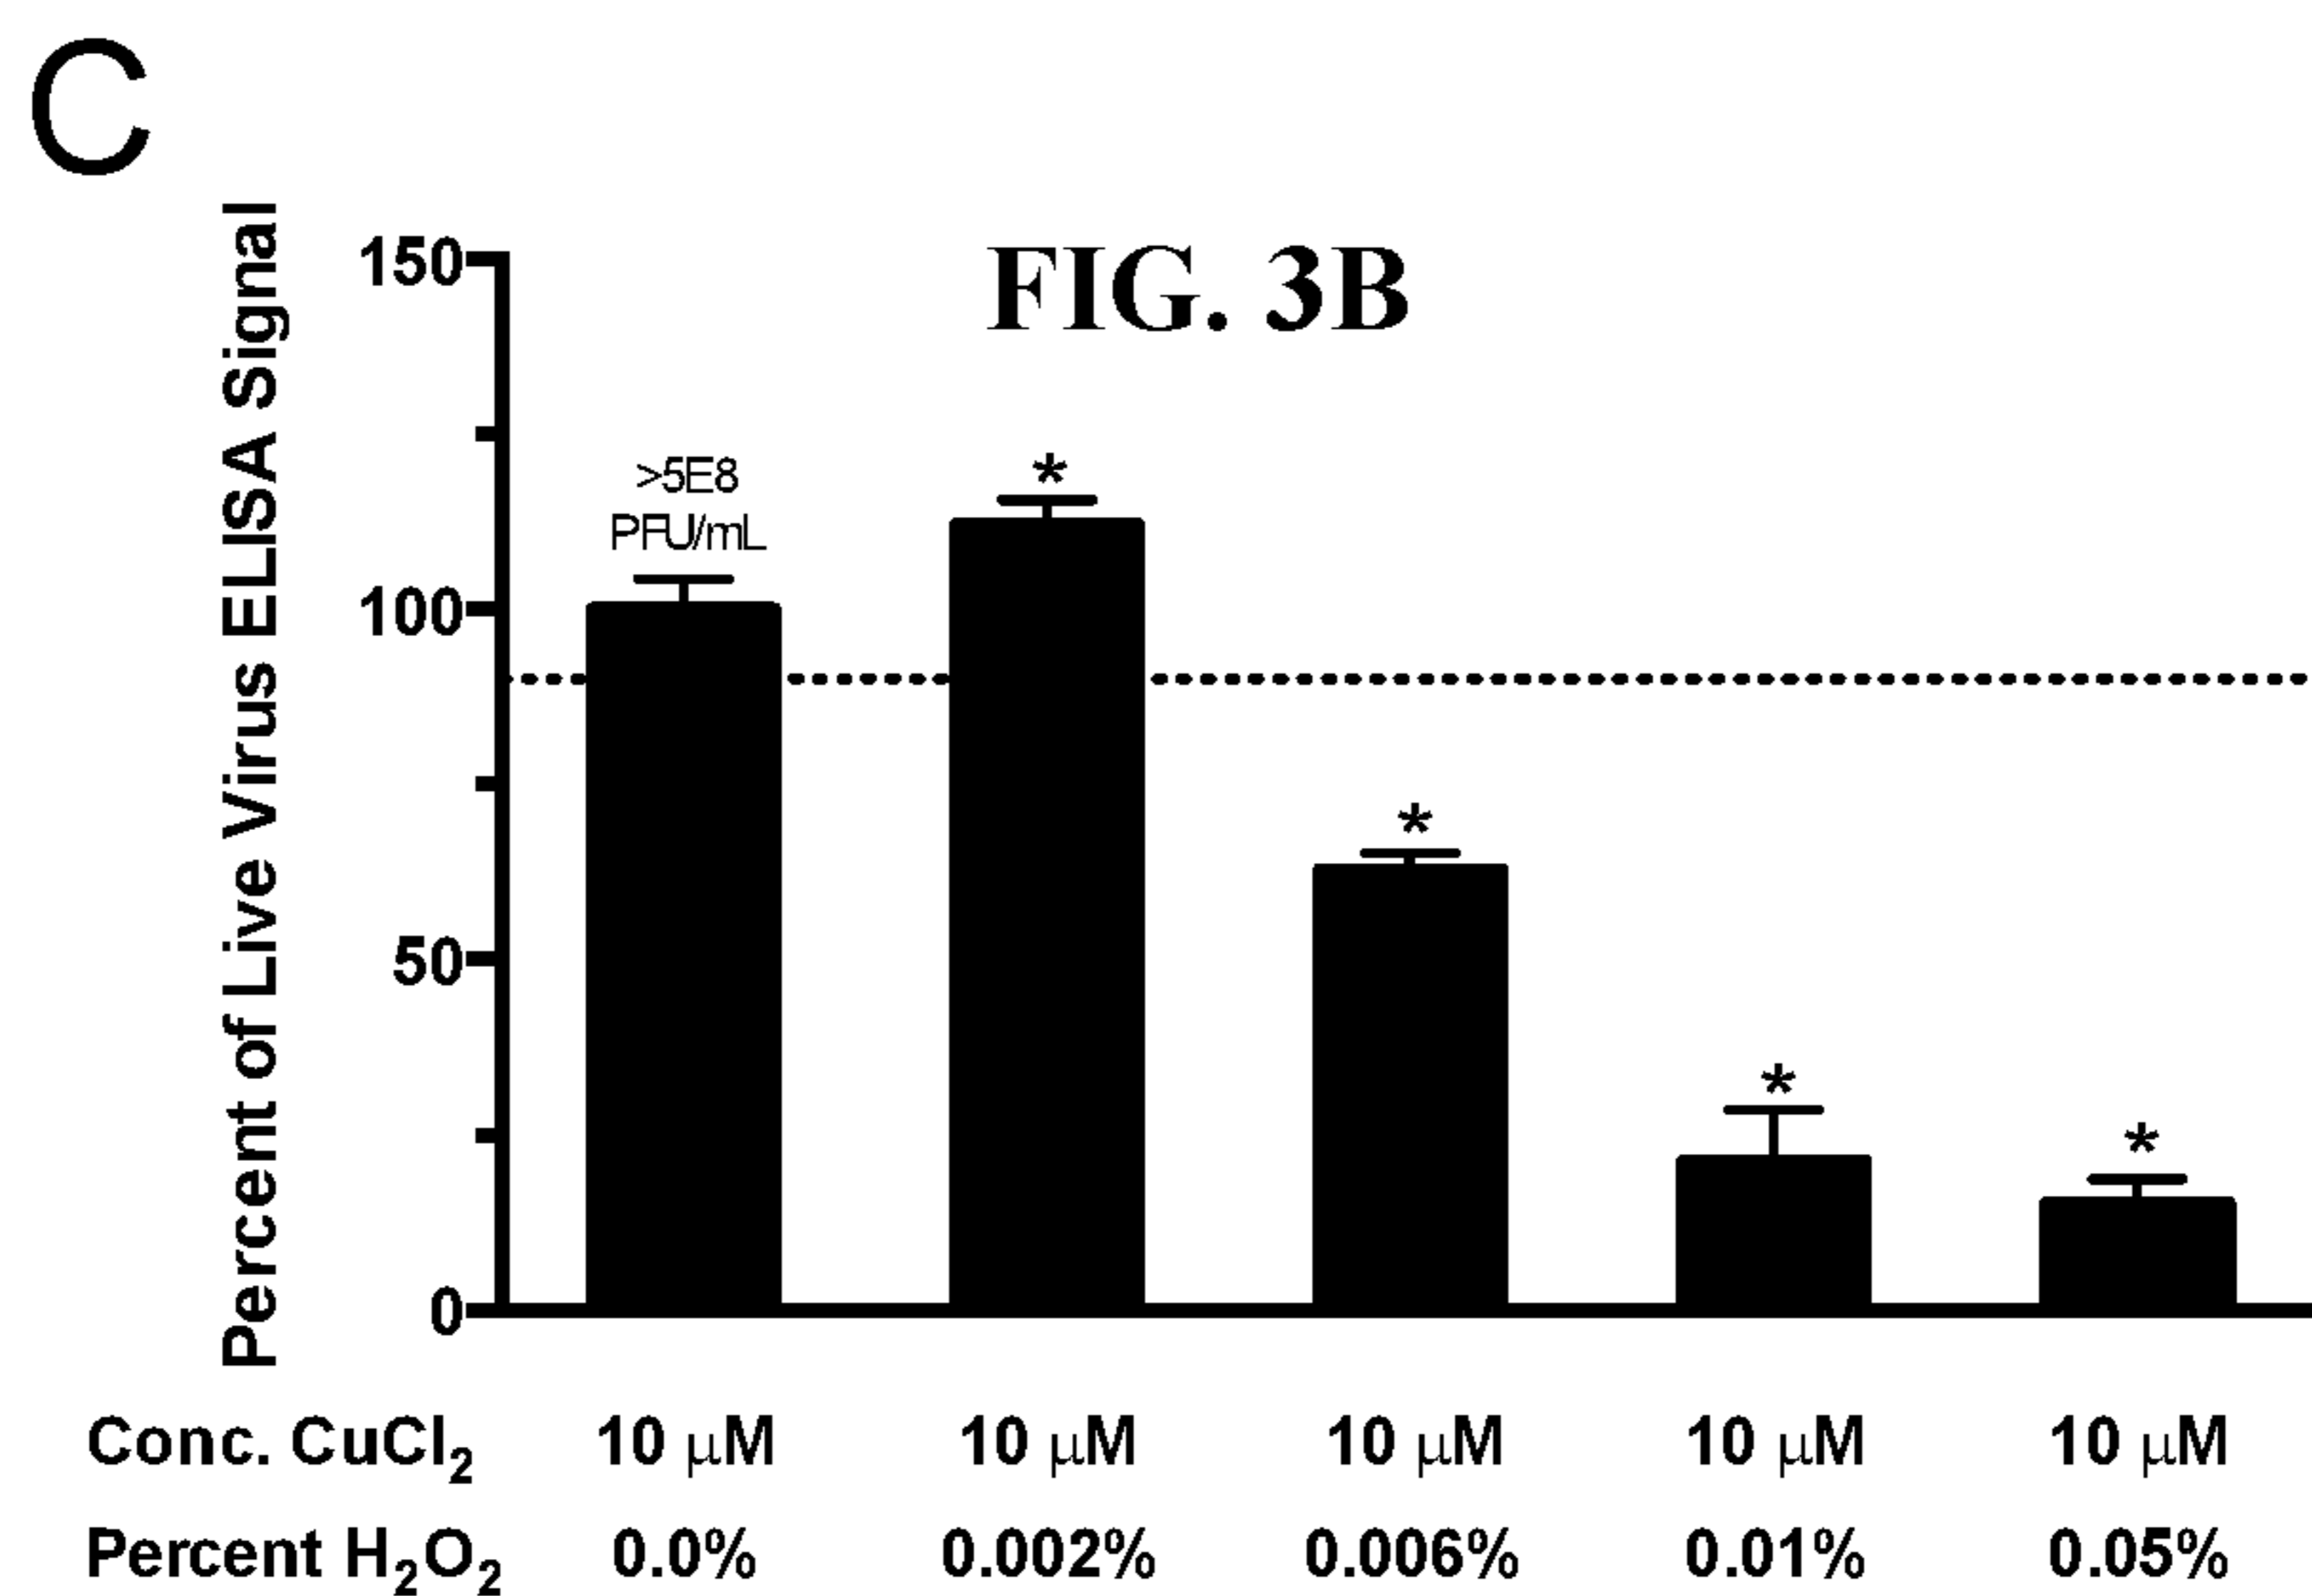 C
FIG. 3B
Percent of Live Virus ELISA Signal
150
100
50
0
>5E8
PFU/mL
*
*
*
*
Conc. CuCl₂ 10 μM 10 μM 10 μM 10 μM 10 μM
Percent H₂O₂ 0.0% 0.002% 0.006% 0.01% 0.05%